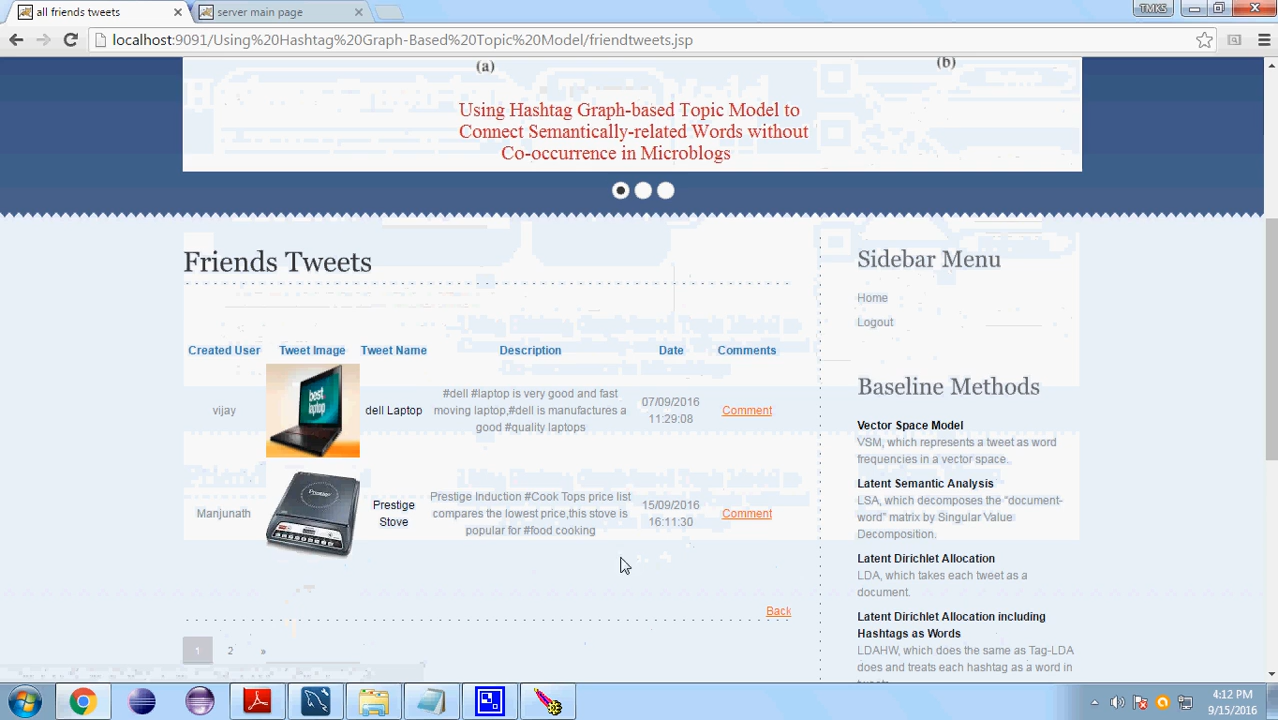 all friends tweets
server main page
TMKS
localhost:9091/Using%20Hashtag%20Graph-Based%20Topic%20Model/friendtweets.jsp
(a)
(b)
Using Hashtag Graph-based Topic Model to
Connect Semantically-related Words without
Co-occurrence in Microblogs
Friends Tweets
Created User Tweet Image Tweet Name Description Date Comments
vijay
best
laptop
dell Laptop
#dell #laptop is very good and fast
moving laptop,#dell is manufactures a
good #quality laptops
07/09/2016
11:29:08
Comment
Manjunath
Prestige
Prestige
Stove
Prestige Induction #Cook Tops price list
compares the lowest price,this stove is
popular for #food cooking
15/09/2016
16:11:30
Comment
Back
1 2 »
Sidebar Menu
Home
Logout
Baseline Methods
Vector Space Model
VSM, which represents a tweet as word
frequencies in a vector space.
Latent Semantic Analysis
LSA, which decomposes the "document-
word" matrix by Singular Value
Decomposition.
Latent Dirichlet Allocation
LDA, which takes each tweet as a
document.
Latent Dirichlet Allocation including
Hashtags as Words
LDAHW, which does the same as Tag-LDA
does and treats each hashtag as a word in
4:12 PM
9/15/2016